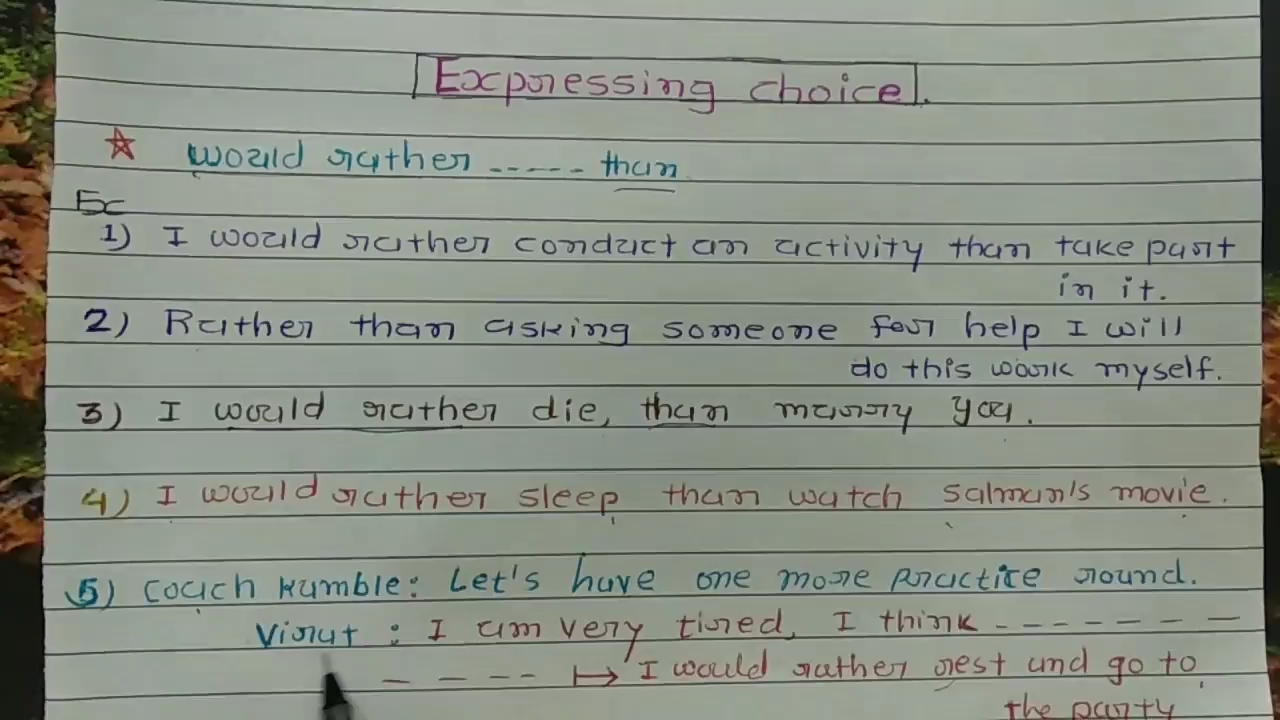 Expressing choice.
☆ would rather ----- than
Ex
1) I would rather conduct an activity than take part
in it.
2) Rather than asking someone for help I will
do this work myself.
3) I would rather die, than marry you.
4) I would rather sleep than watch Salman's movie.
5) Coach Kumble: Let's have one more practice round.
Virat : I am very tired, I think - - - - - - -
- - - - ↦ I would rather rest and go to
the party